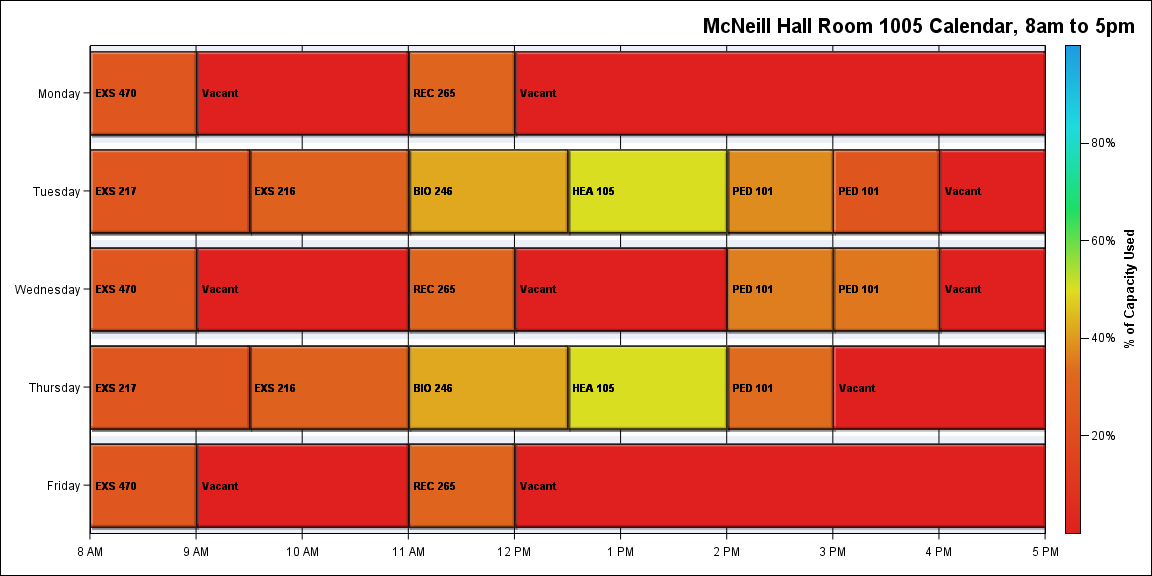 McNeill Hall Room 1005 Calendar, 8am to 5pm
Monday
EXS 470
Vacant
REC 265
Vacant
Tuesday
EXS 217
EXS 216
BIO 246
HEA 105
PED 101
PED 101
Vacant
Wednesday
EXS 470
Vacant
REC 265
Vacant
PED 101
PED 101
Vacant
Thursday
EXS 217
EXS 216
BIO 246
HEA 105
PED 101
Vacant
Friday
EXS 470
Vacant
REC 265
Vacant
8 AM
9 AM
10 AM
11 AM
12 PM
1 PM
2 PM
3 PM
4 PM
5 PM
80%
60%
40%
20%
% of Capacity Used